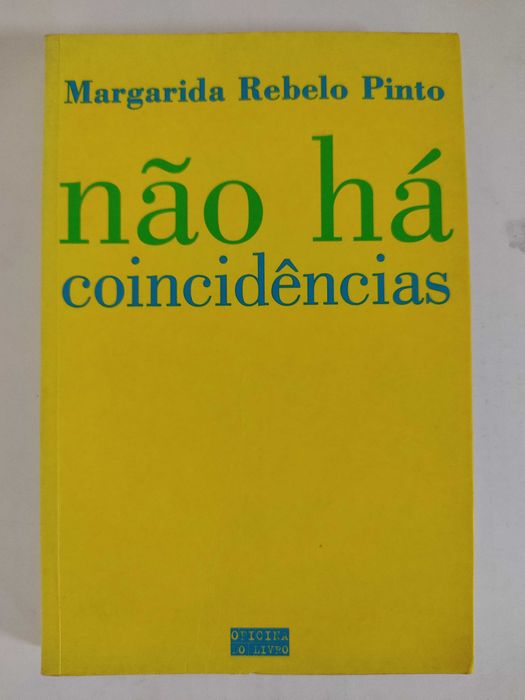 Margarida Rebelo Pinto
não há
coincidências
OFICINA
DO LIVRO